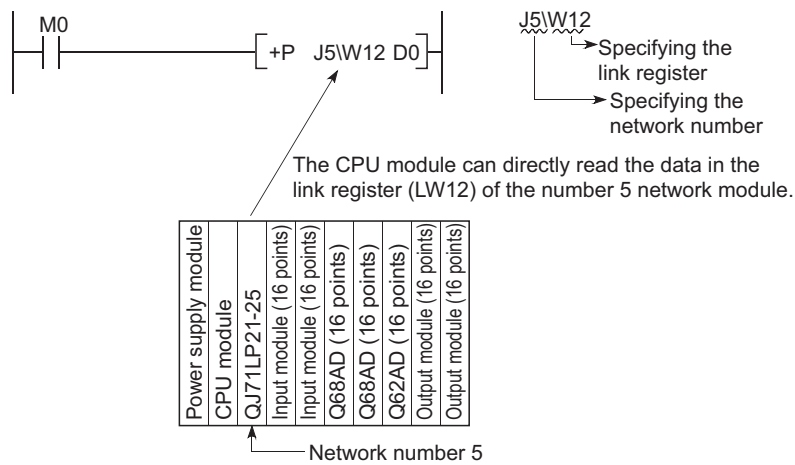 M0
+P J5\W12 D0
J5\W12
Specifying the
link register
Specifying the
network number
The CPU module can directly read the data in the
link register (LW12) of the number 5 network module.
Power supply module
CPU module
QJ71LP21-25
Input module (16 points)
Input module (16 points)
Q68AD (16 points)
Q68AD (16 points)
Q62AD (16 points)
Output module (16 points)
Output module (16 points)
Network number 5